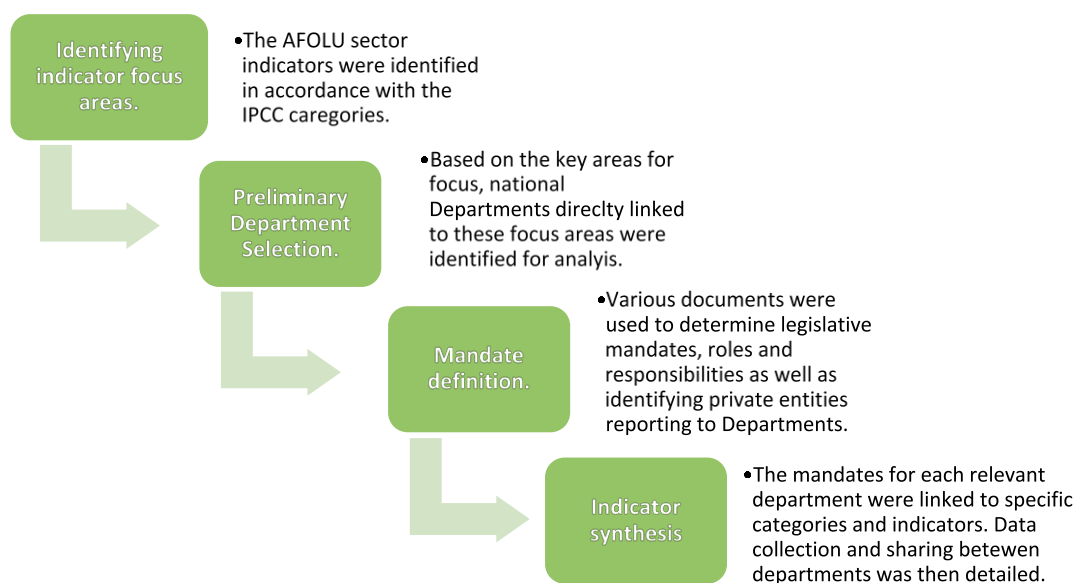 Identifying
indicator focus
areas.
•The AFOLU sector
indicators were identified
in accordance with the
IPCC caregories.
Preliminary
Department
Selection.
•Based on the key areas for
focus, national
Departments direclty linked
to these focus areas were
identified for analyis.
Mandate
definition.
•Various documents were
used to determine legislative
mandates, roles and
responsibilities as well as
identifying private entities
reporting to Departments.
Indicator
synthesis
•The mandates for each relevant
department were linked to specific
categories and indicators. Data
collection and sharing betewen
departments was then detailed.